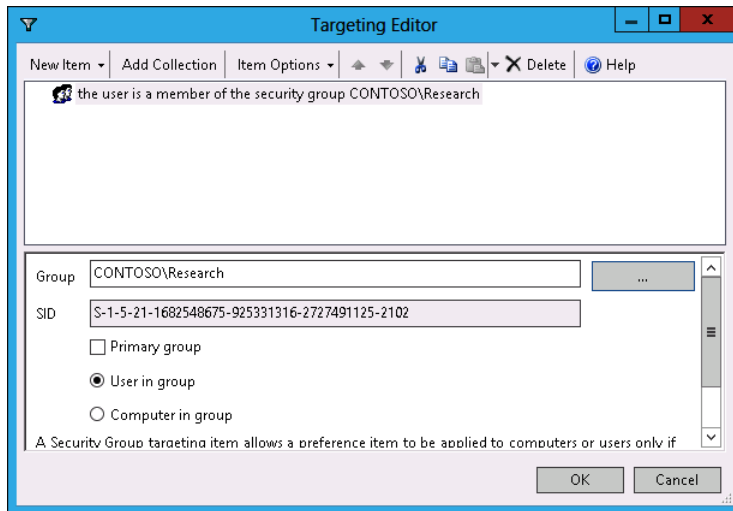 Targeting Editor
New Item Add Collection Item Options Delete Help
the user is a member of the security group CONTOSO\Research
Group CONTOSO\Research ...
SID S-1-5-21-1682548675-925331316-2727491125-2102
Primary group
User in group
Computer in group
A Security Group targeting item allows a preference item to be applied to computers or users only if
OK Cancel